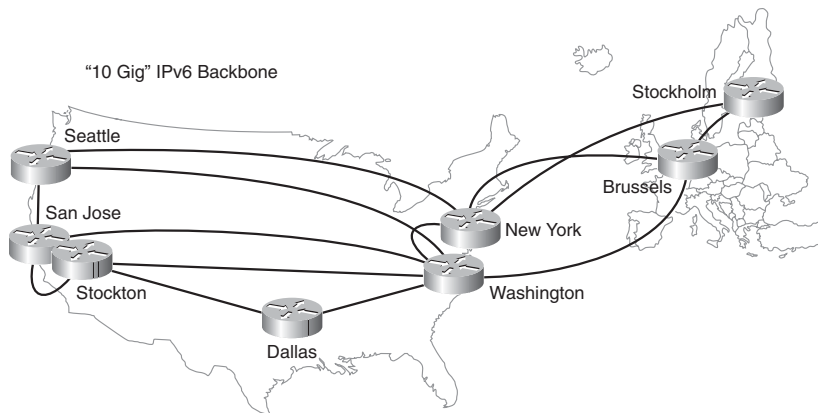 “10 Gig” IPv6 Backbone
Stockholm
Seattle
Brussels
San Jose
New York
Stockton
Washington
Dallas